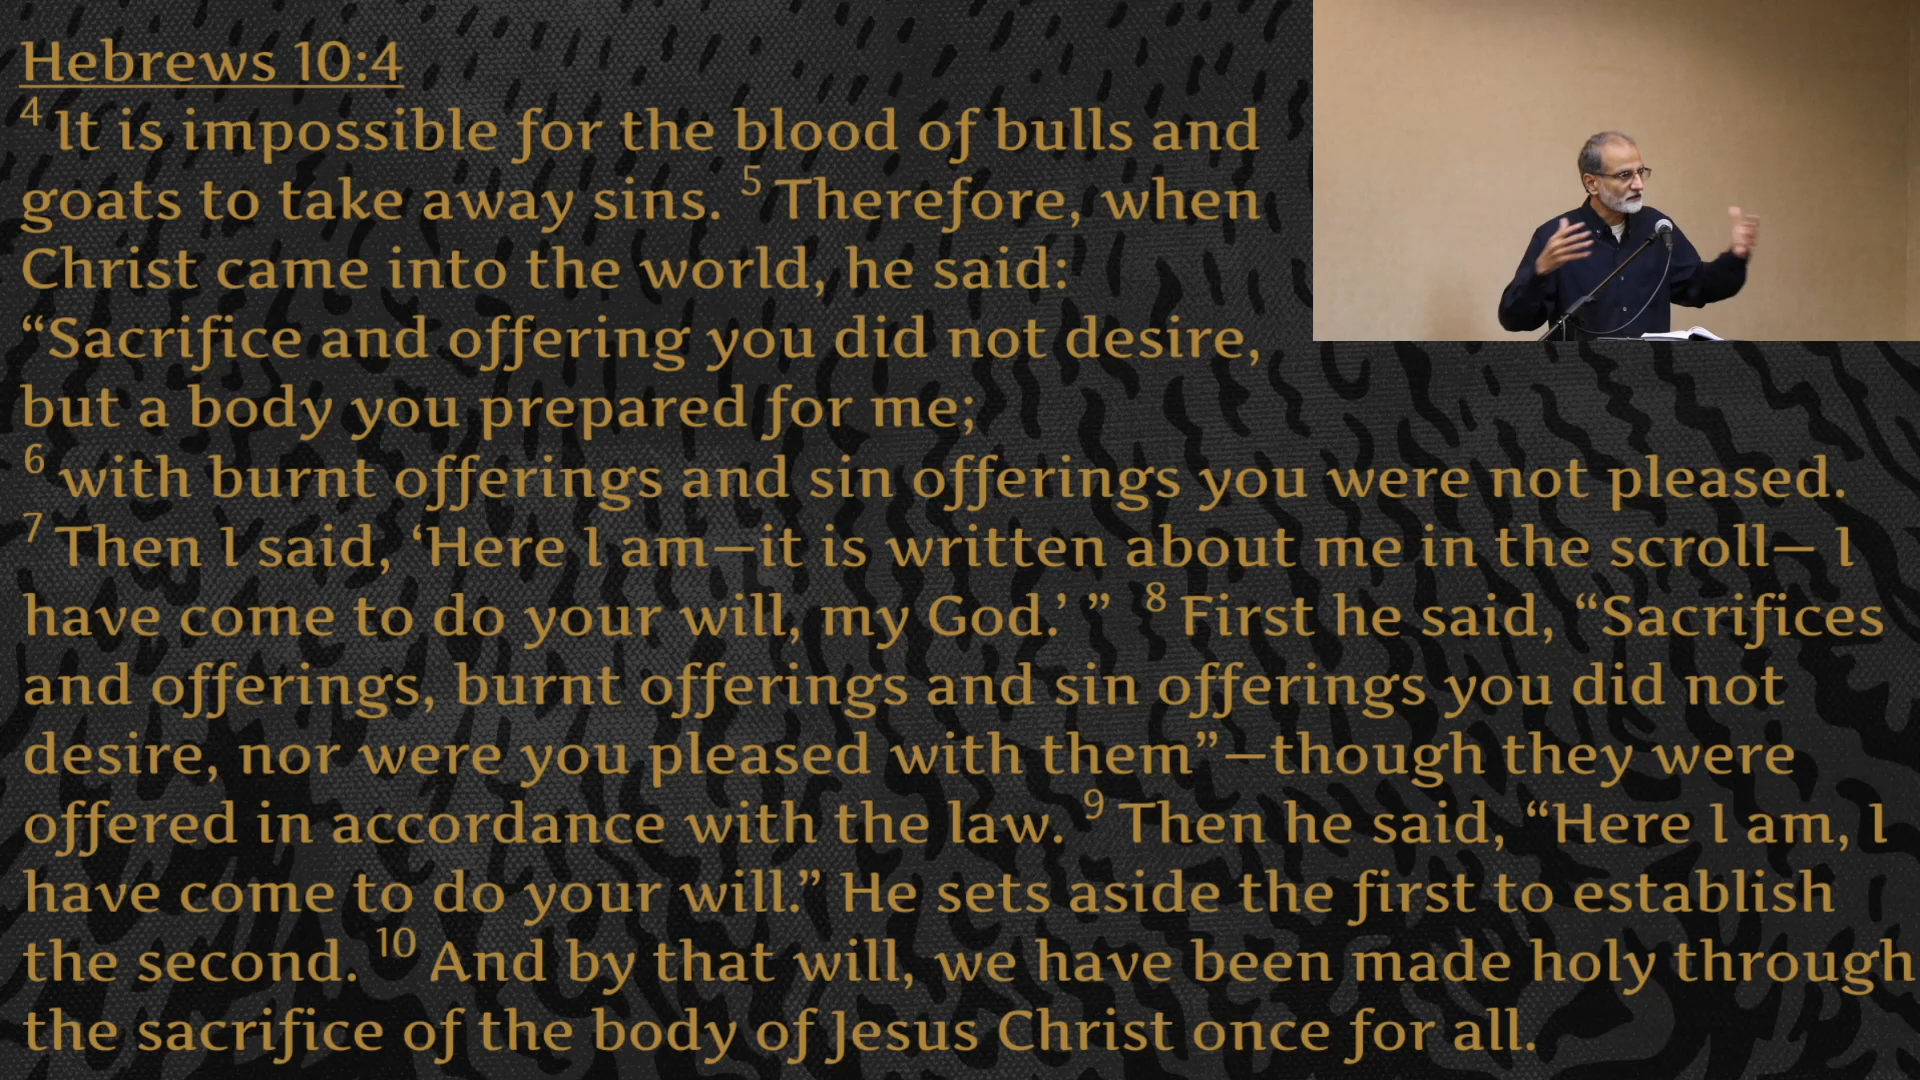 Hebrews 10:4
4 It is impossible for the blood of bulls and
goats to take away sins. 5 Therefore, when
Christ came into the world, he said:
“Sacrifice and offering you did not desire,
but a body you prepared for me;
6 with burnt offerings and sin offerings you were not pleased.
7 Then I said, ‘Here I am—it is written about me in the scroll— I
have come to do your will, my God.’ ” 8 First he said, “Sacrifices
and offerings, burnt offerings and sin offerings you did not
desire, nor were you pleased with them”—though they were
offered in accordance with the law. 9 Then he said, “Here I am, I
have come to do your will.” He sets aside the first to establish
the second. 10 And by that will, we have been made holy through
the sacrifice of the body of Jesus Christ once for all.